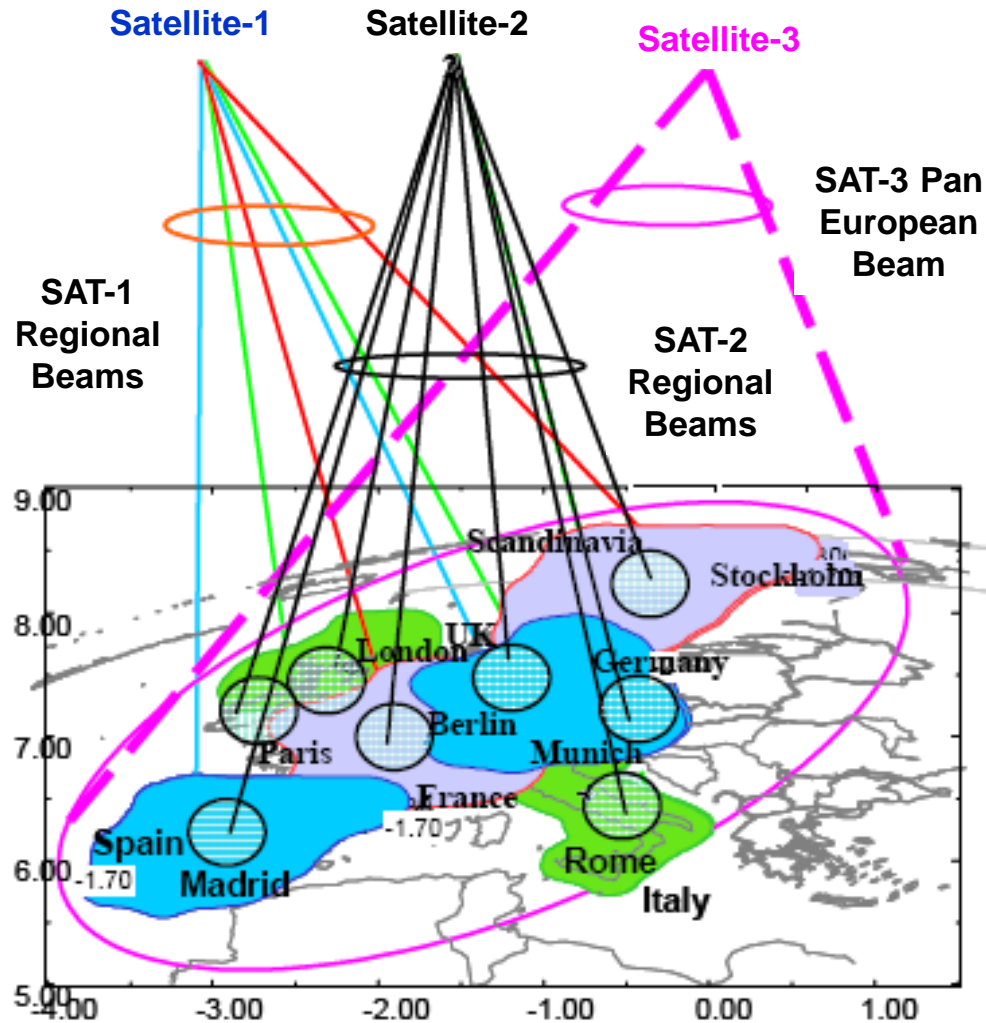 Satellite-1
Satellite-2
Satellite-3
SAT-3 Pan
European
Beam
SAT-1
Regional
Beams
SAT-2
Regional
Beams
9.00
Scandinavia
Stockholm
8.00
UK
London
Germany
Berlin
7.00
Paris
Munich
France
-1.70
Spain
Rome
6.00
-1.70
Madrid
Italy
5.00
-4.00
-3.00
-2.00
-1.00
0.00
1.00